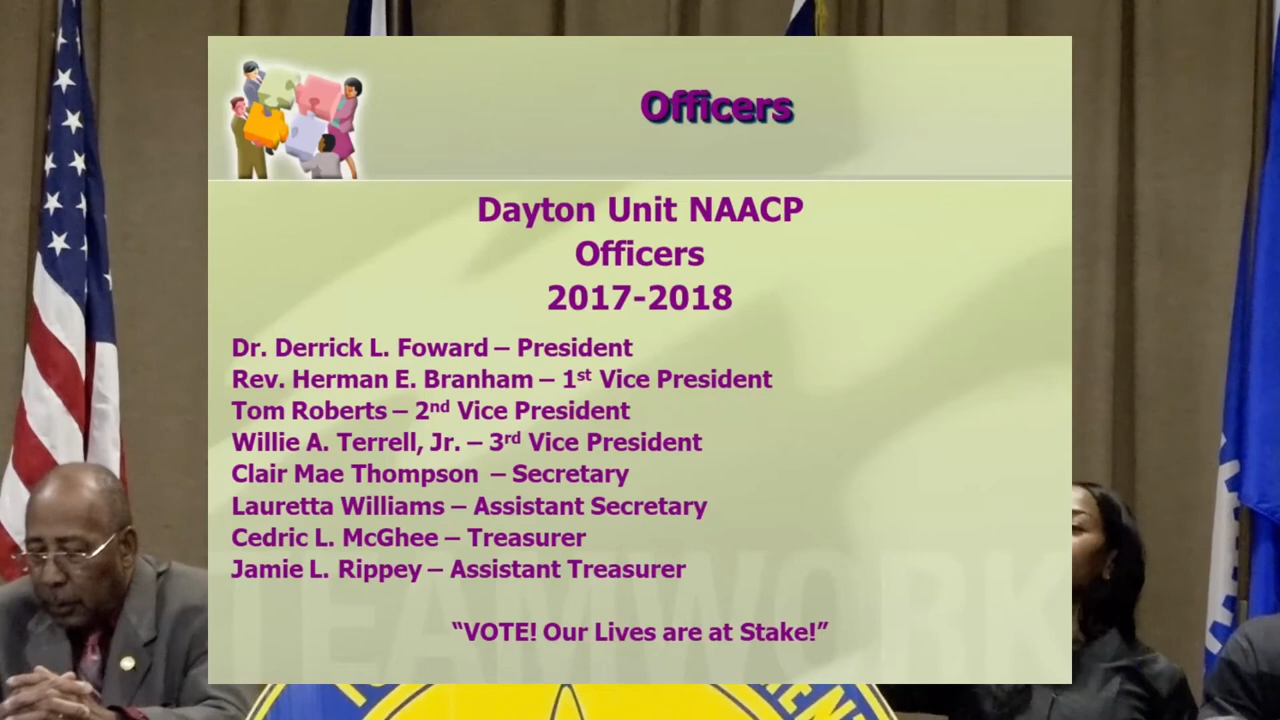 Officers
Dayton Unit NAACP
Officers
2017-2018
Dr. Derrick L. Foward – President
Rev. Herman E. Branham – 1st Vice President
Tom Roberts – 2nd Vice President
Willie A. Terrell, Jr. – 3rd Vice President
Clair Mae Thompson – Secretary
Lauretta Williams – Assistant Secretary
Cedric L. McGhee – Treasurer
Jamie L. Rippey – Assistant Treasurer
TEAMWORK
“VOTE! Our Lives are at Stake!”